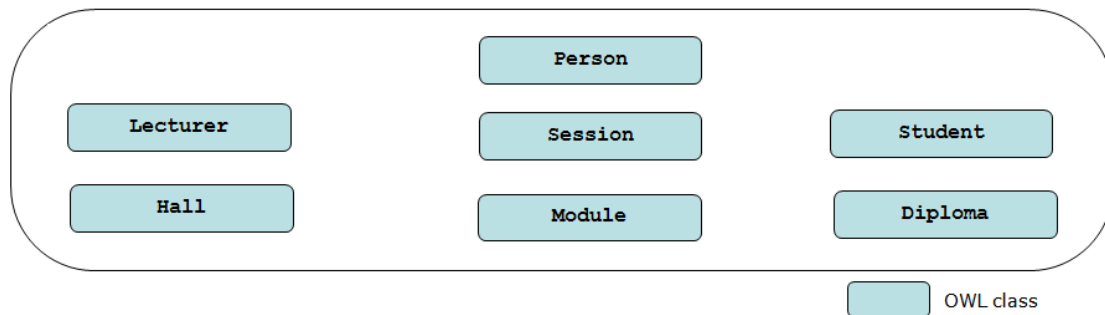 Person
Lecturer
Session
Student
Hall
Module
Diploma
OWL class